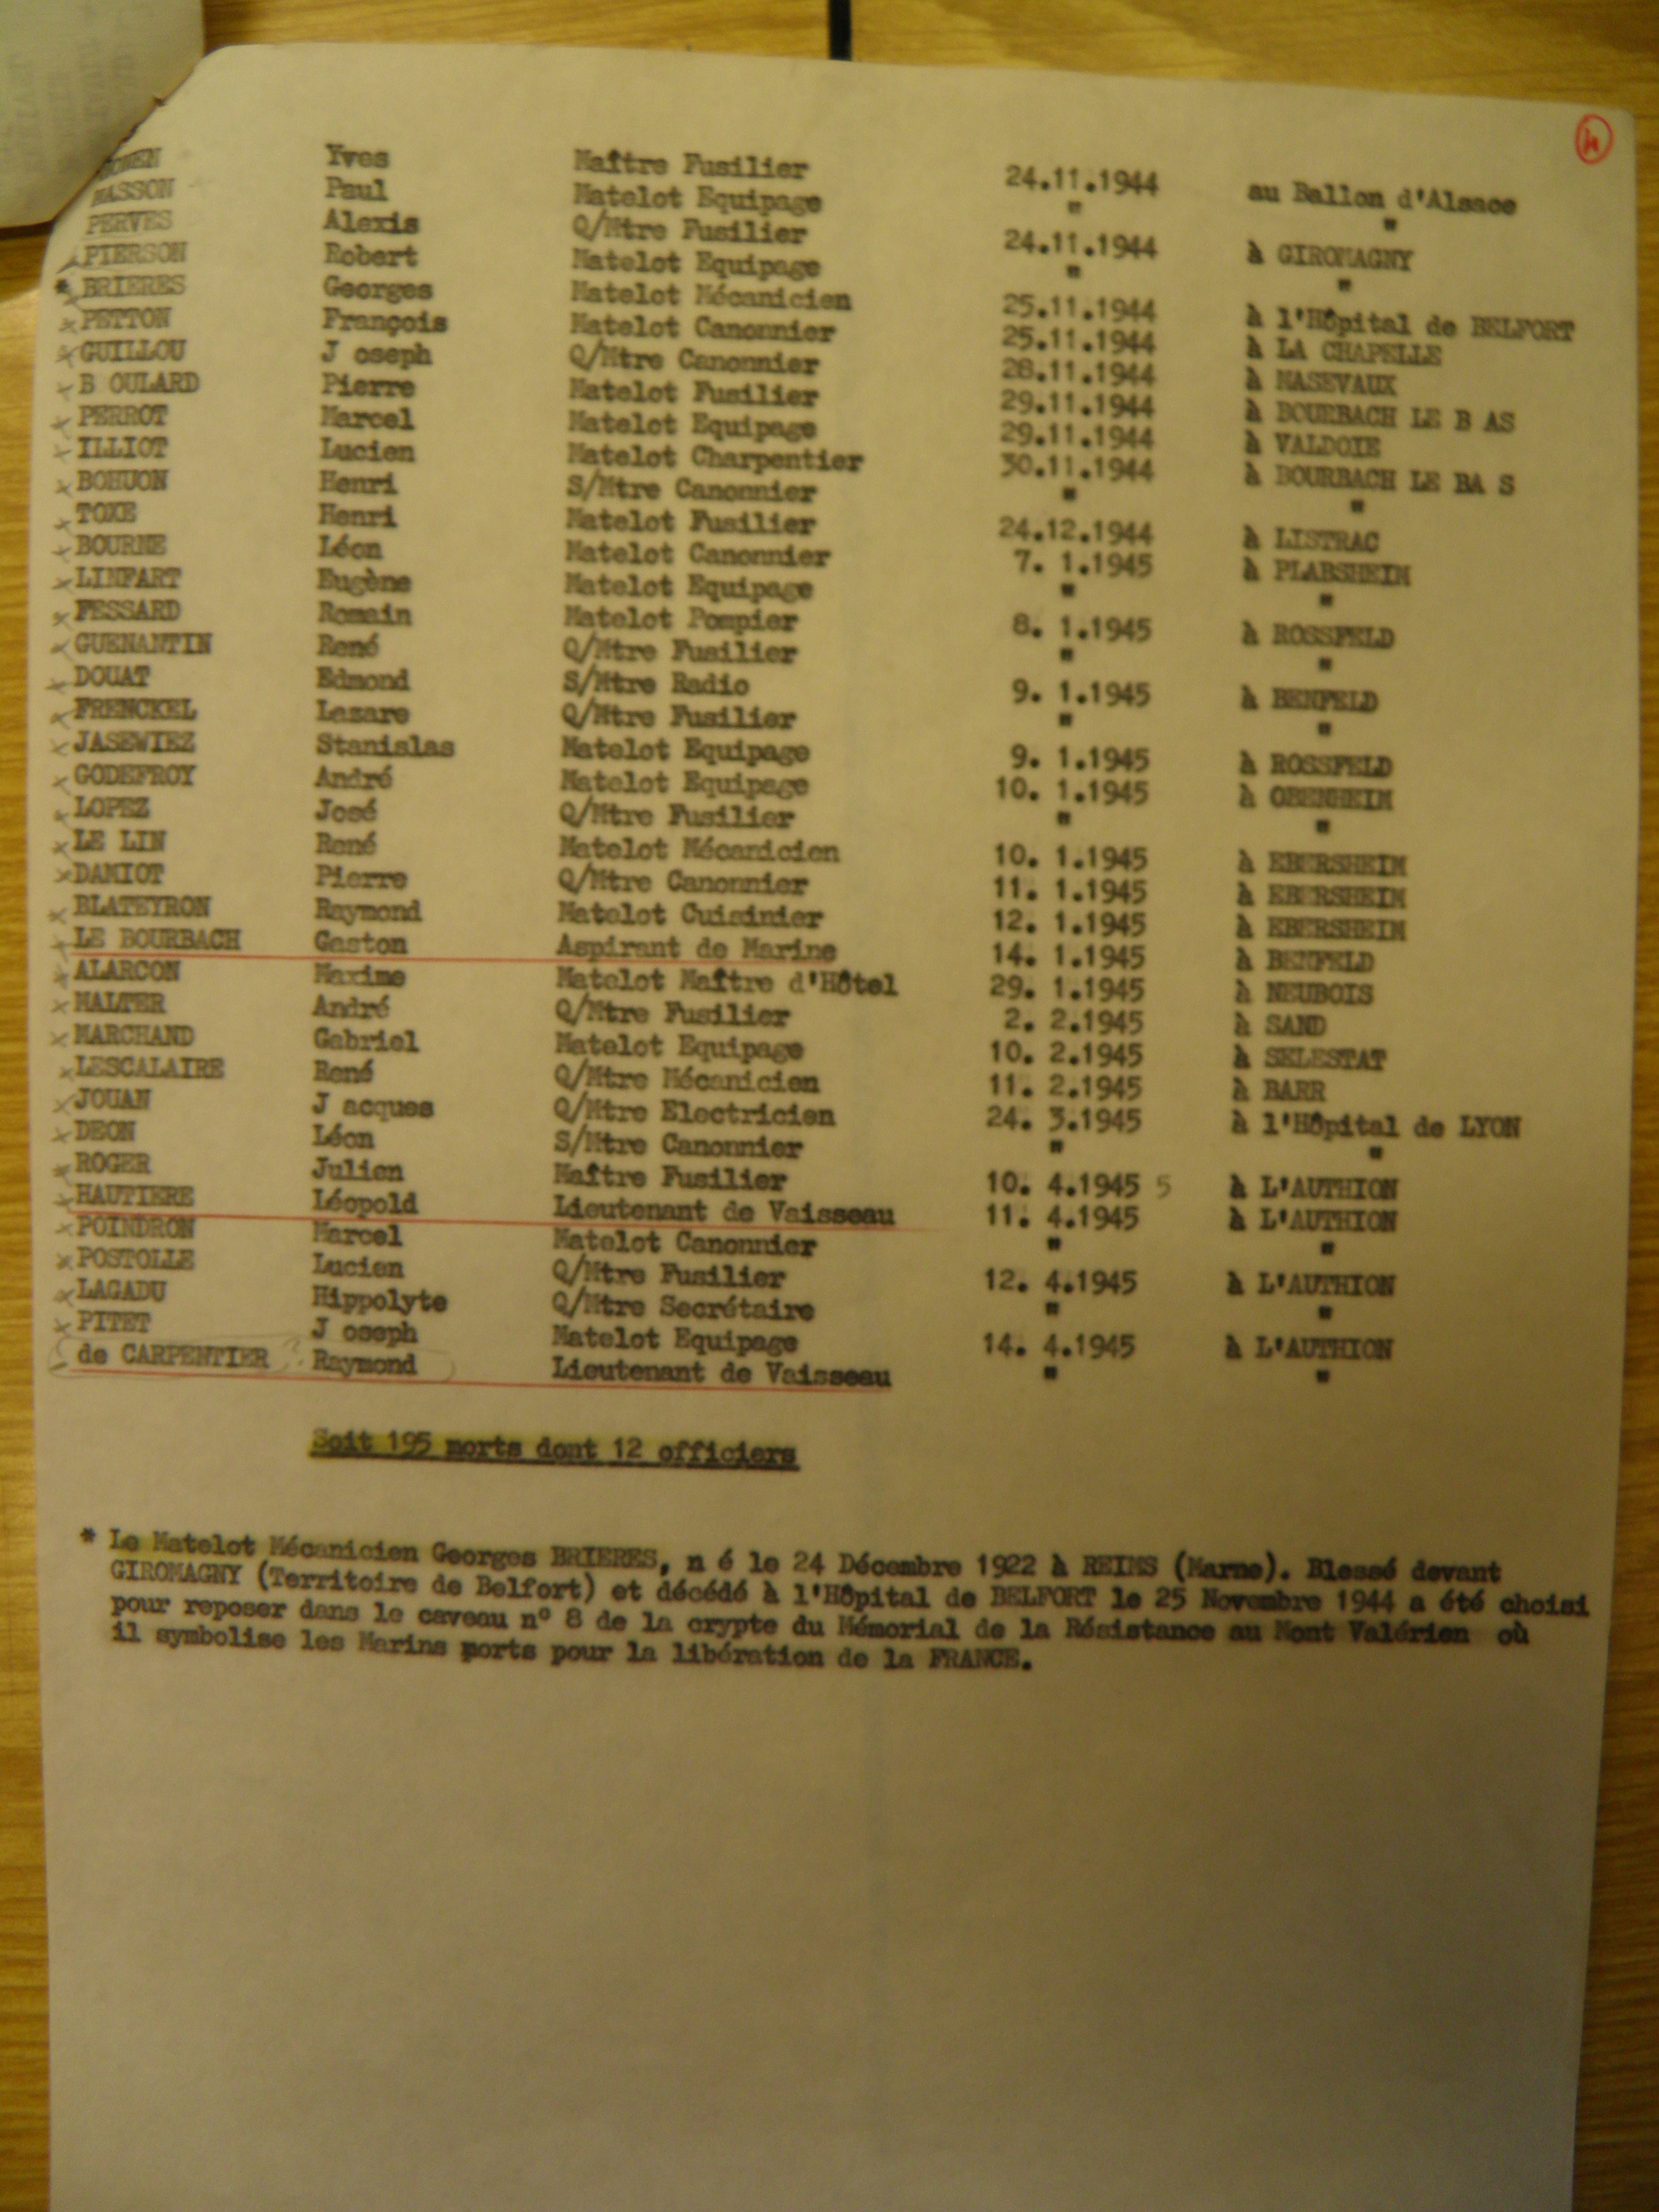 Yves Maître Fusilier 24.11.1944 au Ballon d'Alsace
MASSON Paul Matelot Equipage " "
PERVES Alexis Q/Mtre Fusilier 24.11.1944 à GIROMAGNY
PIERSON Robert Matelot Equipage " "
* BRIERES Georges Matelot Mécanicien 25.11.1944 à l'Hôpital de BELFORT
x PETTON François Matelot Canonnier 25.11.1944 à LA CHAPELLE
x GUILLOU J oseph Q/Mtre Canonnier 28.11.1944 à MASEVAUX
x B OULARD Pierre Matelot Fusilier 29.11.1944 à BOURBACH LE B AS
x PERROT Marcel Matelot Equipage 29.11.1944 à VALDOIE
x ILLIOT Lucien Matelot Charpentier 30.11.1944 à BOURBACH LE BA S
x BOHUON Henri S/Mtre Canonnier " "
x TOXE Henri Matelot Fusilier 24.12.1944 à LISTRAC
x BOURNE Léon Matelot Canonnier 7. 1.1945 à PLABSHEIM
x LINFART Eugène Matelot Equipage " "
x FESSARD Romain Matelot Pompier 8. 1.1945 à ROSSFELD
x GUENANTIN René Q/Mtre Fusilier " "
x DOUAT Edmond S/Mtre Radio 9. 1.1945 à BENFELD
x FRENCKEL Lazare Q/Mtre Fusilier " "
x JASEWIEZ Stanislas Matelot Equipage 9. 1.1945 à ROSSFELD
x GODEFROY André Matelot Equipage 10. 1.1945 à OBENHEIM
x LOPEZ José Q/Mtre Fusilier " "
x LE LIN René Matelot Mécanicien 10. 1.1945 à EBERSHEIM
x DAMIOT Pierre Q/Mtre Canonnier 11. 1.1945 à EBERSHEIM
x BLATEYRON Raymond Matelot Cuisinier 12. 1.1945 à EBERSHEIM
x LE BOURBACH Gaston Aspirant de Marine 14. 1.1945 à BENFELD
x ALARCON Maxime Matelot Maître d'Hôtel 29. 1.1945 à NEUBOIS
x MALTER André Q/Mtre Fusilier 2. 2.1945 à SAND
x MARCHAND Gabriel Matelot Equipage 10. 2.1945 à SELESTAT
x LESCALAIRE René Q/Mtre Mécanicien 11. 2.1945 à BARR
x JOUAN J acques Q/Mtre Electricien 24. 3.1945 à l'Hôpital de LYON
x DEON Léon S/Mtre Canonnier " "
x ROGER Julien Maître Fusilier 10. 4.1945 5 à L'AUTHION
x HAUTIERE Léopold Lieutenant de Vaisseau 11. 4.1945 à L'AUTHION
x POINDRON Marcel Matelot Canonnier " "
x POSTOLLE Lucien Q/Mtre Fusilier 12. 4.1945 à L'AUTHION
x LAGADU Hippolyte Q/Mtre Secrétaire " "
x PITET J oseph Matelot Equipage 14. 4.1945 à L'AUTHION
de CARPENTIER ? Raymond Lieutenant de Vaisseau " "
Soit 195 morts dont 12 officiers
* Le Matelot Mécanicien Georges BRIERES, n é le 24 Décembre 1922 à REIMS (Marne). Blessé devant
GIROMAGNY (Territoire de Belfort) et décédé à l'Hôpital de BELFORT le 25 Novembre 1944 a été choisi
pour reposer dans le caveau n° 8 de la crypte du Mémorial de la Résistance au Mont Valérien où
il symbolise les Marins morts pour la libération de la FRANCE.